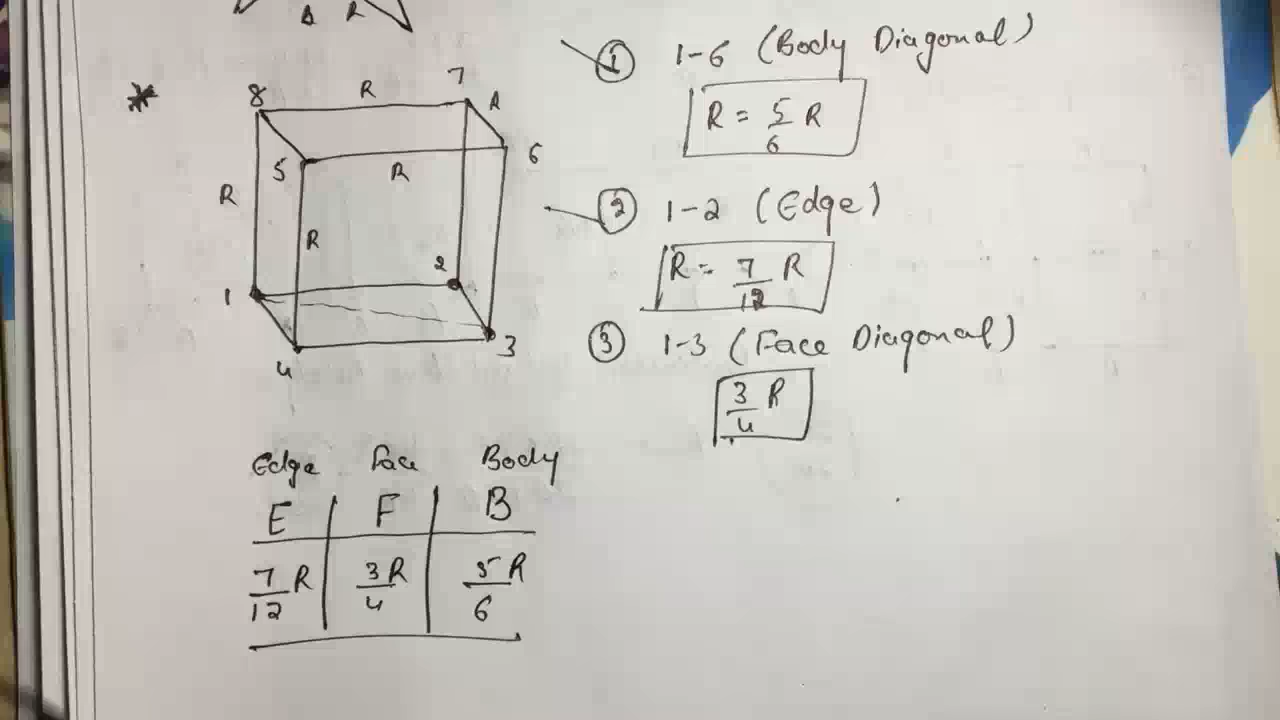 A R
*
8 R 7 R
5 R 6
R
R
1 2
4 3
① 1-6 (Body Diagonal)
R = 5/6 R
② 1-2 (Edge)
R = 7/12 R
③ 1-3 (Face Diagonal)
3/4 R
Edge Face Body
E F B
7/12 R 3/4 R 5/6 R